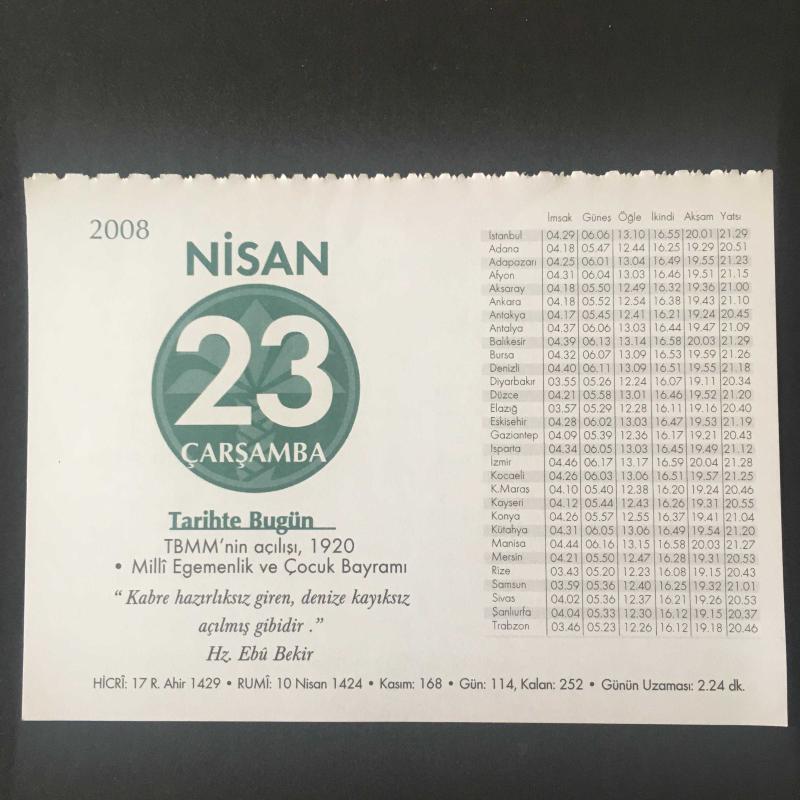 2008
NİSAN
23
ÇARŞAMBA
Tarihte Bugün
TBMM'nin açılışı, 1920
• Millî Egemenlik ve Çocuk Bayramı
“ Kabre hazırlıksız giren, denize kayıksız
açılmış gibidir .”
Hz. Ebû Bekir
İmsak Güneş Öğle İkindi Akşam Yatsı
İstanbul 04.29 06.06 13.10 16.55 20.01 21.29
Adana 04.18 05.47 12.44 16.25 19.29 20.51
Adapazarı 04.25 06.01 13.04 16.49 19.55 21.23
Afyon 04.31 06.04 13.03 16.46 19.51 21.15
Aksaray 04.18 05.50 12.49 16.32 19.36 21.00
Ankara 04.18 05.52 12.54 16.38 19.43 21.10
Antakya 04.17 05.45 12.41 16.21 19.24 20.45
Antalya 04.37 06.06 13.03 16.44 19.47 21.09
Balıkesir 04.39 06.13 13.14 16.58 20.03 21.29
Bursa 04.32 06.07 13.09 16.53 19.59 21.26
Denizli 04.40 06.11 13.09 16.51 19.55 21.18
Diyarbakır 03.55 05.26 12.24 16.07 19.11 20.34
Düzce 04.21 05.58 13.01 16.46 19.52 21.20
Elazığ 03.57 05.29 12.28 16.11 19.16 20.40
Eskişehir 04.28 06.02 13.03 16.47 19.53 21.19
Gaziantep 04.09 05.39 12.36 16.17 19.21 20.43
Isparta 04.34 06.05 13.03 16.45 19.49 21.12
İzmir 04.46 06.17 13.17 16.59 20.04 21.28
Kocaeli 04.26 06.03 13.06 16.51 19.57 21.25
K.Maraş 04.10 05.40 12.38 16.20 19.24 20.46
Kayseri 04.12 05.44 12.43 16.26 19.31 20.55
Konya 04.26 05.57 12.55 16.37 19.41 21.04
Kütahya 04.31 06.05 13.06 16.49 19.54 21.20
Manisa 04.44 06.16 13.15 16.58 20.03 21.27
Mersin 04.21 05.50 12.47 16.28 19.31 20.53
Rize 03.43 05.20 12.23 16.08 19.15 20.43
Samsun 03.59 05.36 12.40 16.25 19.32 21.01
Sivas 04.02 05.36 12.37 16.21 19.26 20.53
Şanlıurfa 04.04 05.33 12.30 16.12 19.15 20.37
Trabzon 03.46 05.23 12.26 16.12 19.18 20.46
HİCRÎ: 17 R. Ahir 1429 • RUMÎ: 10 Nisan 1424 • Kasım: 168 • Gün: 114, Kalan: 252 • Günün Uzaması: 2.24 dk.